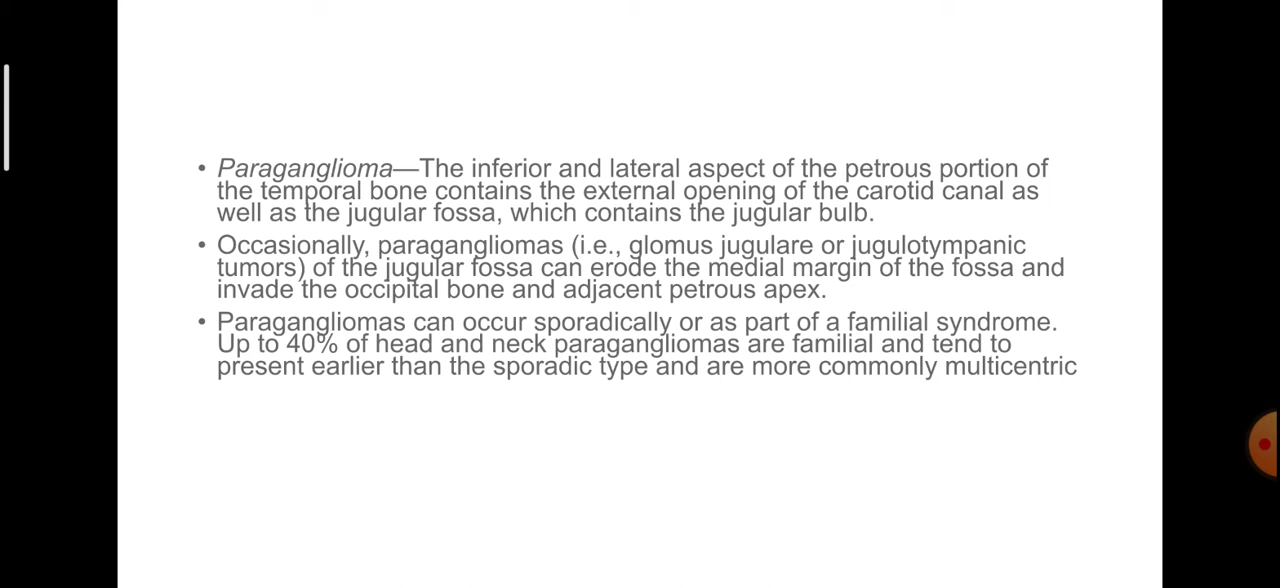 • Paraganglioma—The inferior and lateral aspect of the petrous portion of
the temporal bone contains the external opening of the carotid canal as
well as the jugular fossa, which contains the jugular bulb.
• Occasionally, paragangliomas (i.e., glomus jugulare or jugulotympanic
tumors) of the jugular fossa can erode the medial margin of the fossa and
invade the occipital bone and adjacent petrous apex.
• Paragangliomas can occur sporadically or as part of a familial syndrome.
Up to 40% of head and neck paragangliomas are familial and tend to
present earlier than the sporadic type and are more commonly multicentric